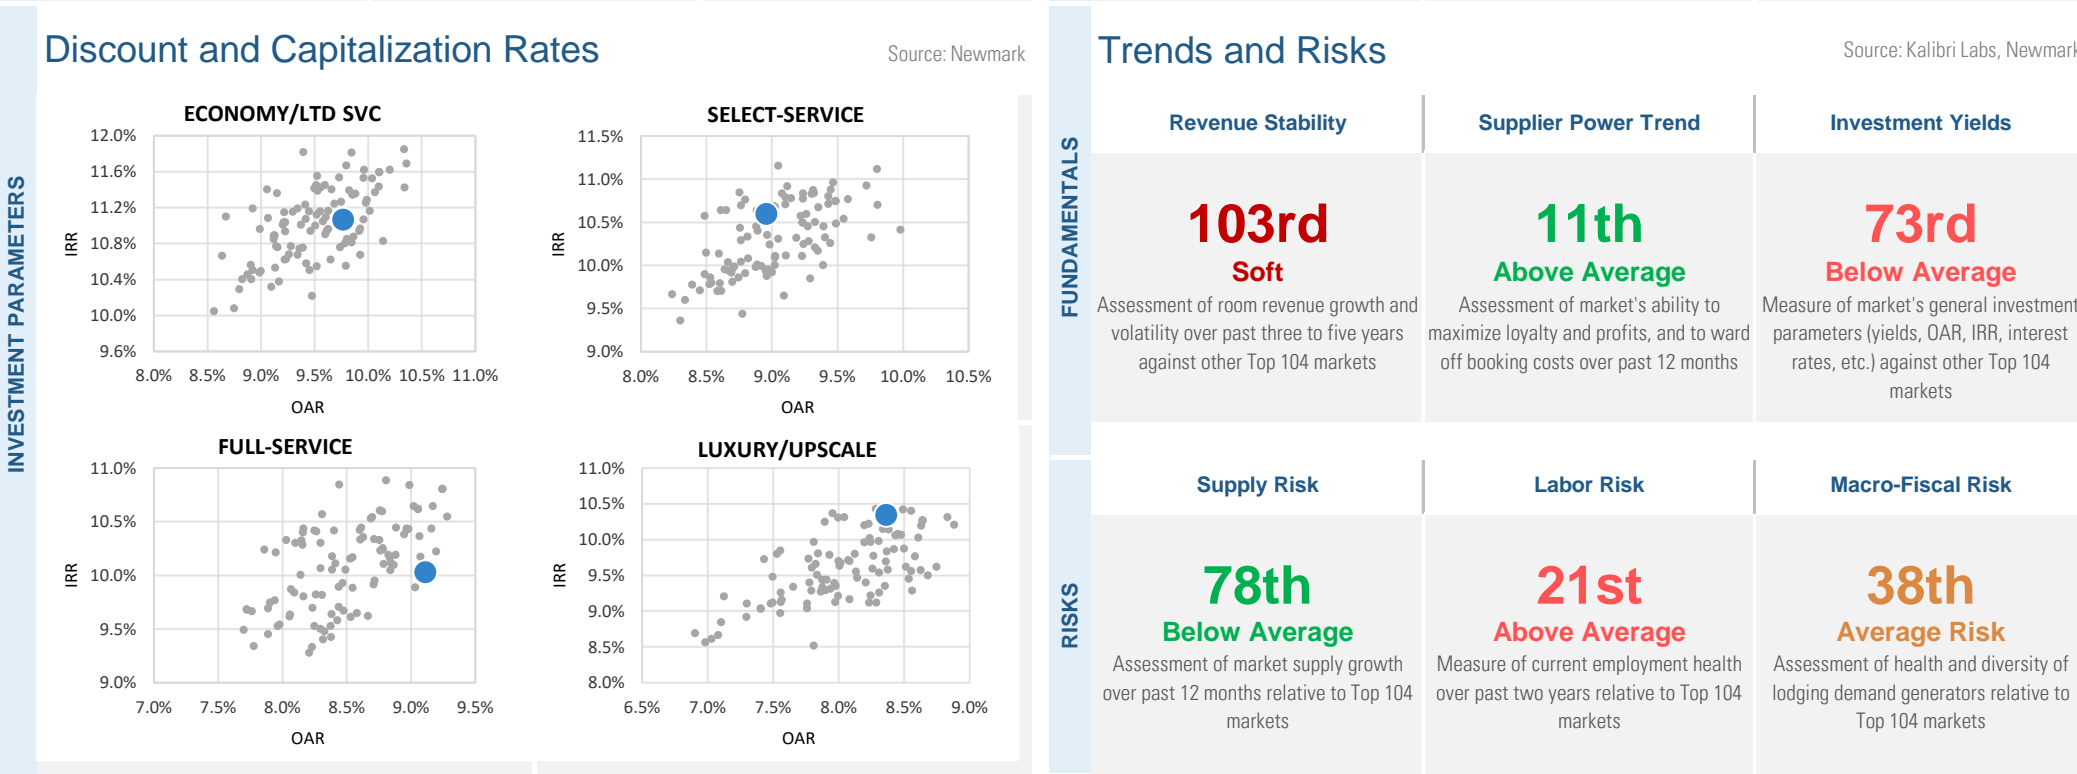 INVESTMENT PARAMETERS
Discount and Capitalization Rates
Source: Newmark
ECONOMY/LTD SVC
12.0%
11.6%
11.2%
10.8%
10.4%
10.0%
9.6%
IRR
8.0% 8.5% 9.0% 9.5% 10.0% 10.5% 11.0%
OAR
SELECT-SERVICE
11.5%
11.0%
10.5%
10.0%
9.5%
9.0%
IRR
8.0% 8.5% 9.0% 9.5% 10.0% 10.5%
OAR
FULL-SERVICE
11.0%
10.5%
10.0%
9.5%
9.0%
IRR
7.0% 7.5% 8.0% 8.5% 9.0% 9.5%
OAR
LUXURY/UPSCALE
11.0%
10.5%
10.0%
9.5%
9.0%
8.5%
8.0%
IRR
6.5% 7.0% 7.5% 8.0% 8.5% 9.0%
OAR
Trends and Risks
Source: Kalibri Labs, Newmark
FUNDAMENTALS
Revenue Stability
103rd
Soft
Assessment of room revenue growth and
volatility over past three to five years
against other Top 104 markets
Supplier Power Trend
11th
Above Average
Assessment of market's ability to
maximize loyalty and profits, and to ward
off booking costs over past 12 months
Investment Yields
73rd
Below Average
Measure of market's general investment
parameters (yields, OAR, IRR, interest
rates, etc.) against other Top 104
markets
RISKS
Supply Risk
78th
Below Average
Assessment of market supply growth
over past 12 months relative to Top 104
markets
Labor Risk
21st
Above Average
Measure of current employment health
over past two years relative to Top 104
markets
Macro-Fiscal Risk
38th
Average Risk
Assessment of health and diversity of
lodging demand generators relative to
Top 104 markets